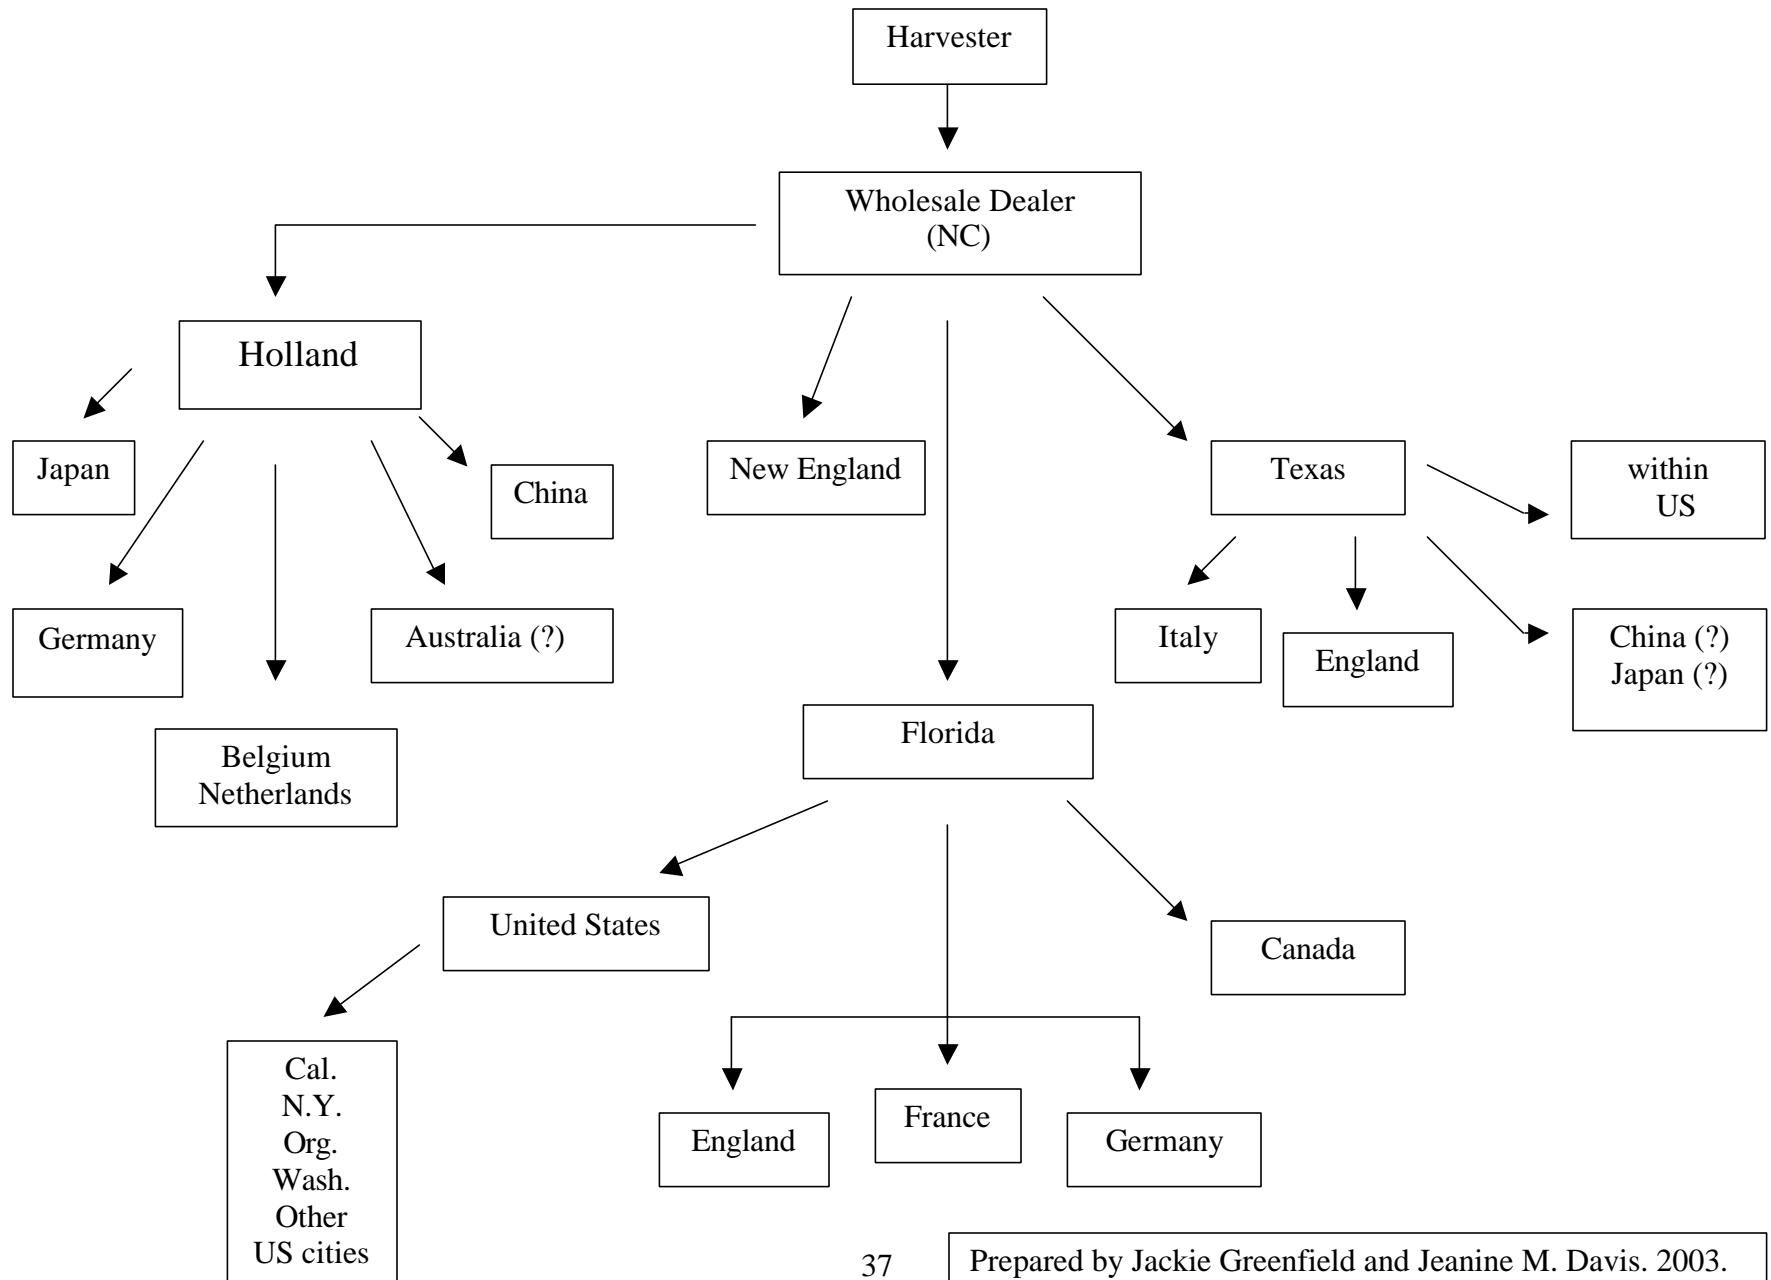 Harvester
Wholesale Dealer
(NC)
Holland
Japan
China
Germany
Australia (?)
Belgium
Netherlands
New England
Texas
within
US
Italy
England
China (?)
Japan (?)
Florida
United States
Canada
Cal.
N.Y.
Org.
Wash.
Other
US cities
England
France
Germany
37
Prepared by Jackie Greenfield and Jeanine M. Davis. 2003.